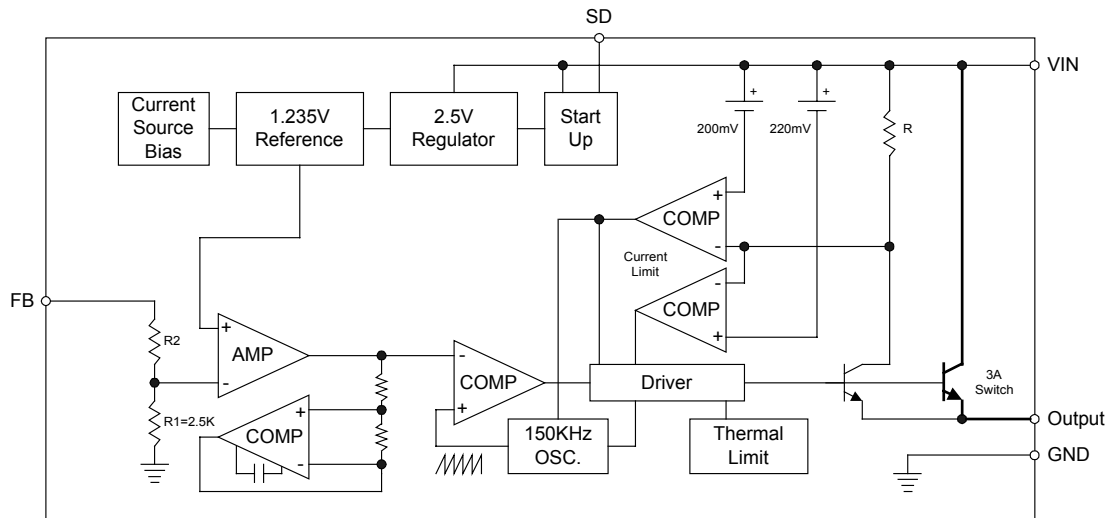 SD
VIN
Current
Source
Bias
1.235V
Reference
2.5V
Regulator
Start
Up
+
200mV
+
220mV
R
+
COMP
-
Current
Limit
-
COMP
+
FB
R2
R1=2.5K
+
AMP
-
COMP
+
-
-
COMP
+
Driver
150KHz
OSC.
Thermal
Limit
3A
Switch
Output
GND